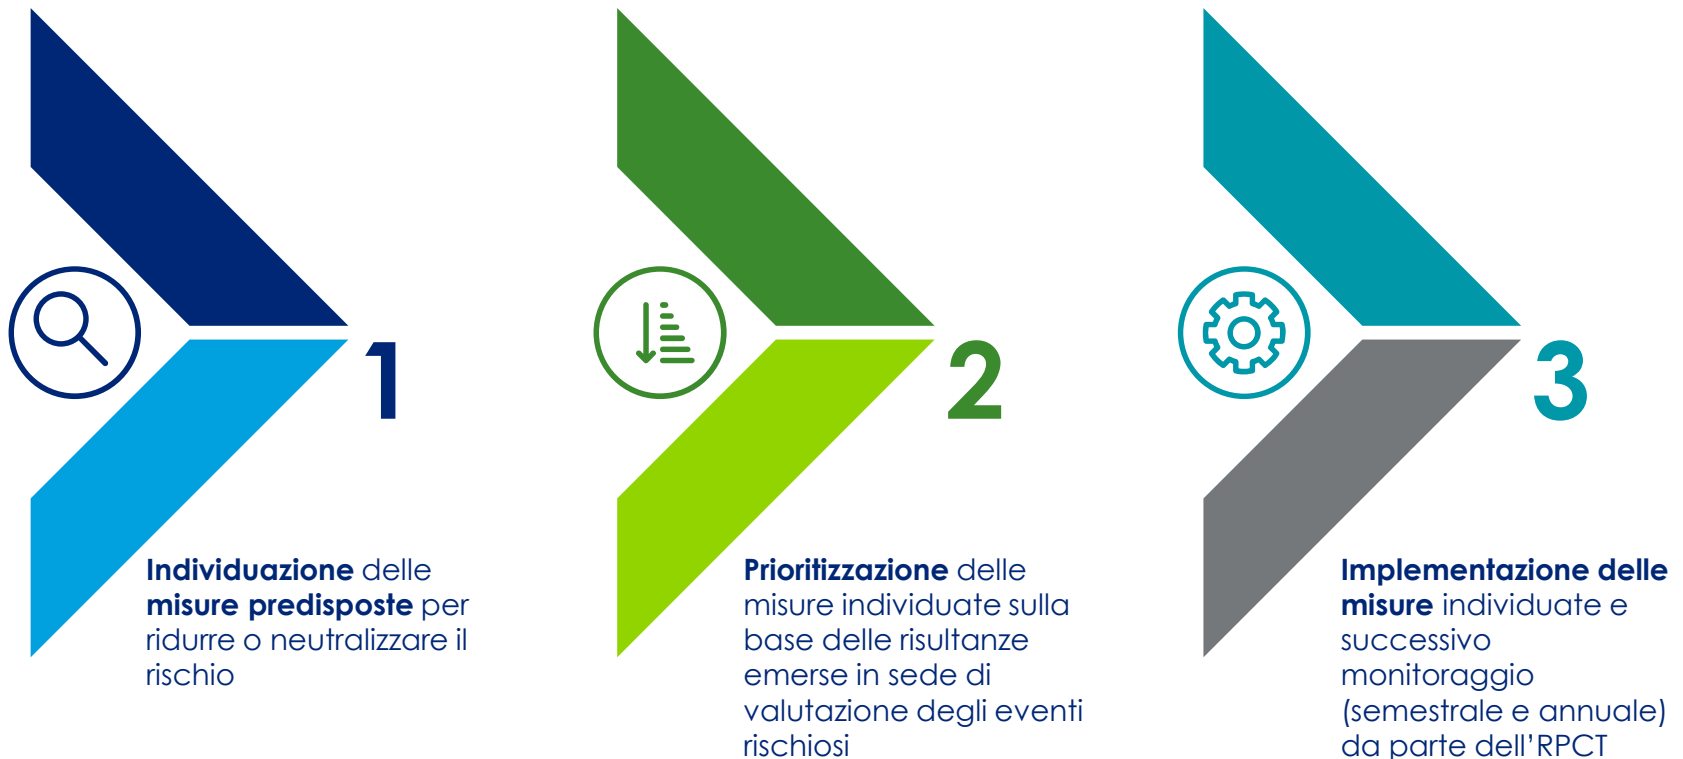 1
Individuazione delle
misure predisposte per
ridurre o neutralizzare il
rischio
2
Prioritizzazione delle
misure individuate sulla
base delle risultanze
emerse in sede di
valutazione degli eventi
rischiosi
3
Implementazione delle
misure individuate e
successivo
monitoraggio
(semestrale e annuale)
da parte dell’RPCT